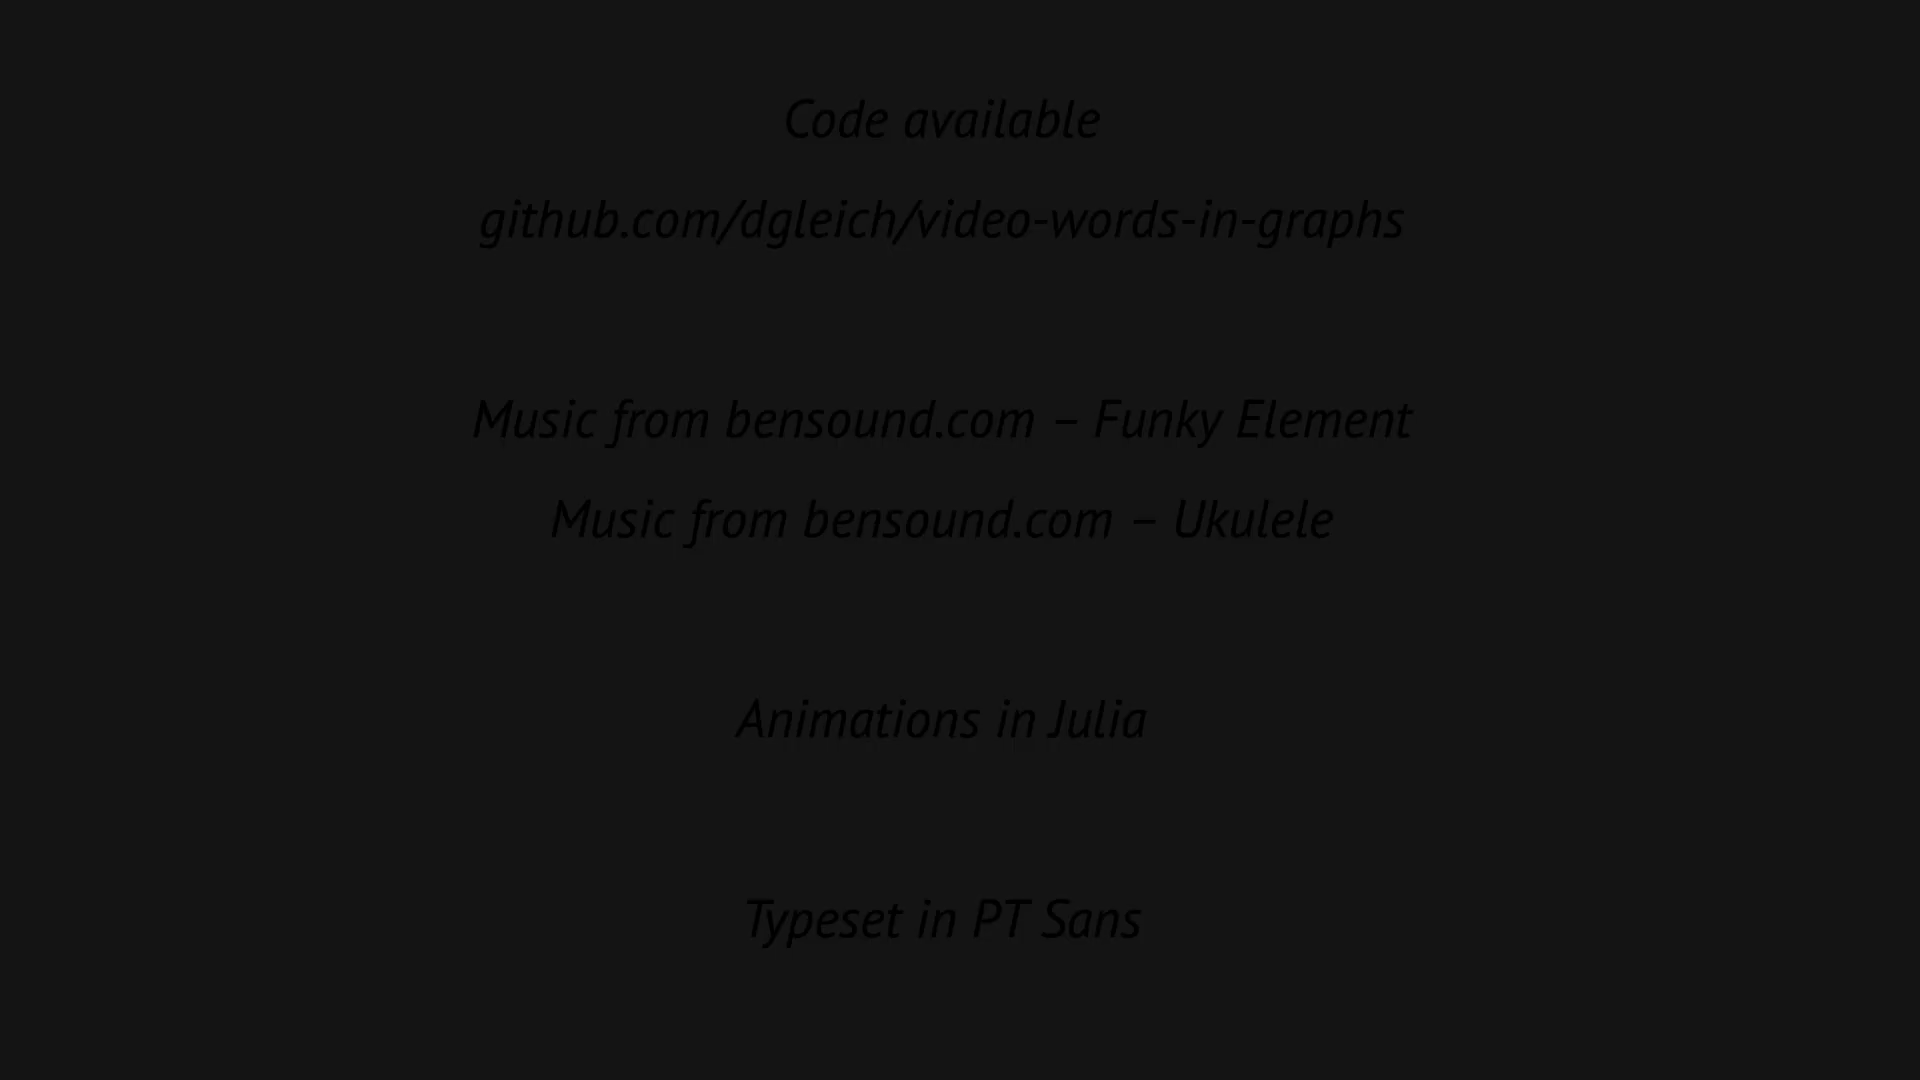 Code available
github.com/dgleich/video-words-in-graphs
Music from bensound.com – Funky Element
Music from bensound.com – Ukulele
Animations in Julia
Typeset in PT Sans